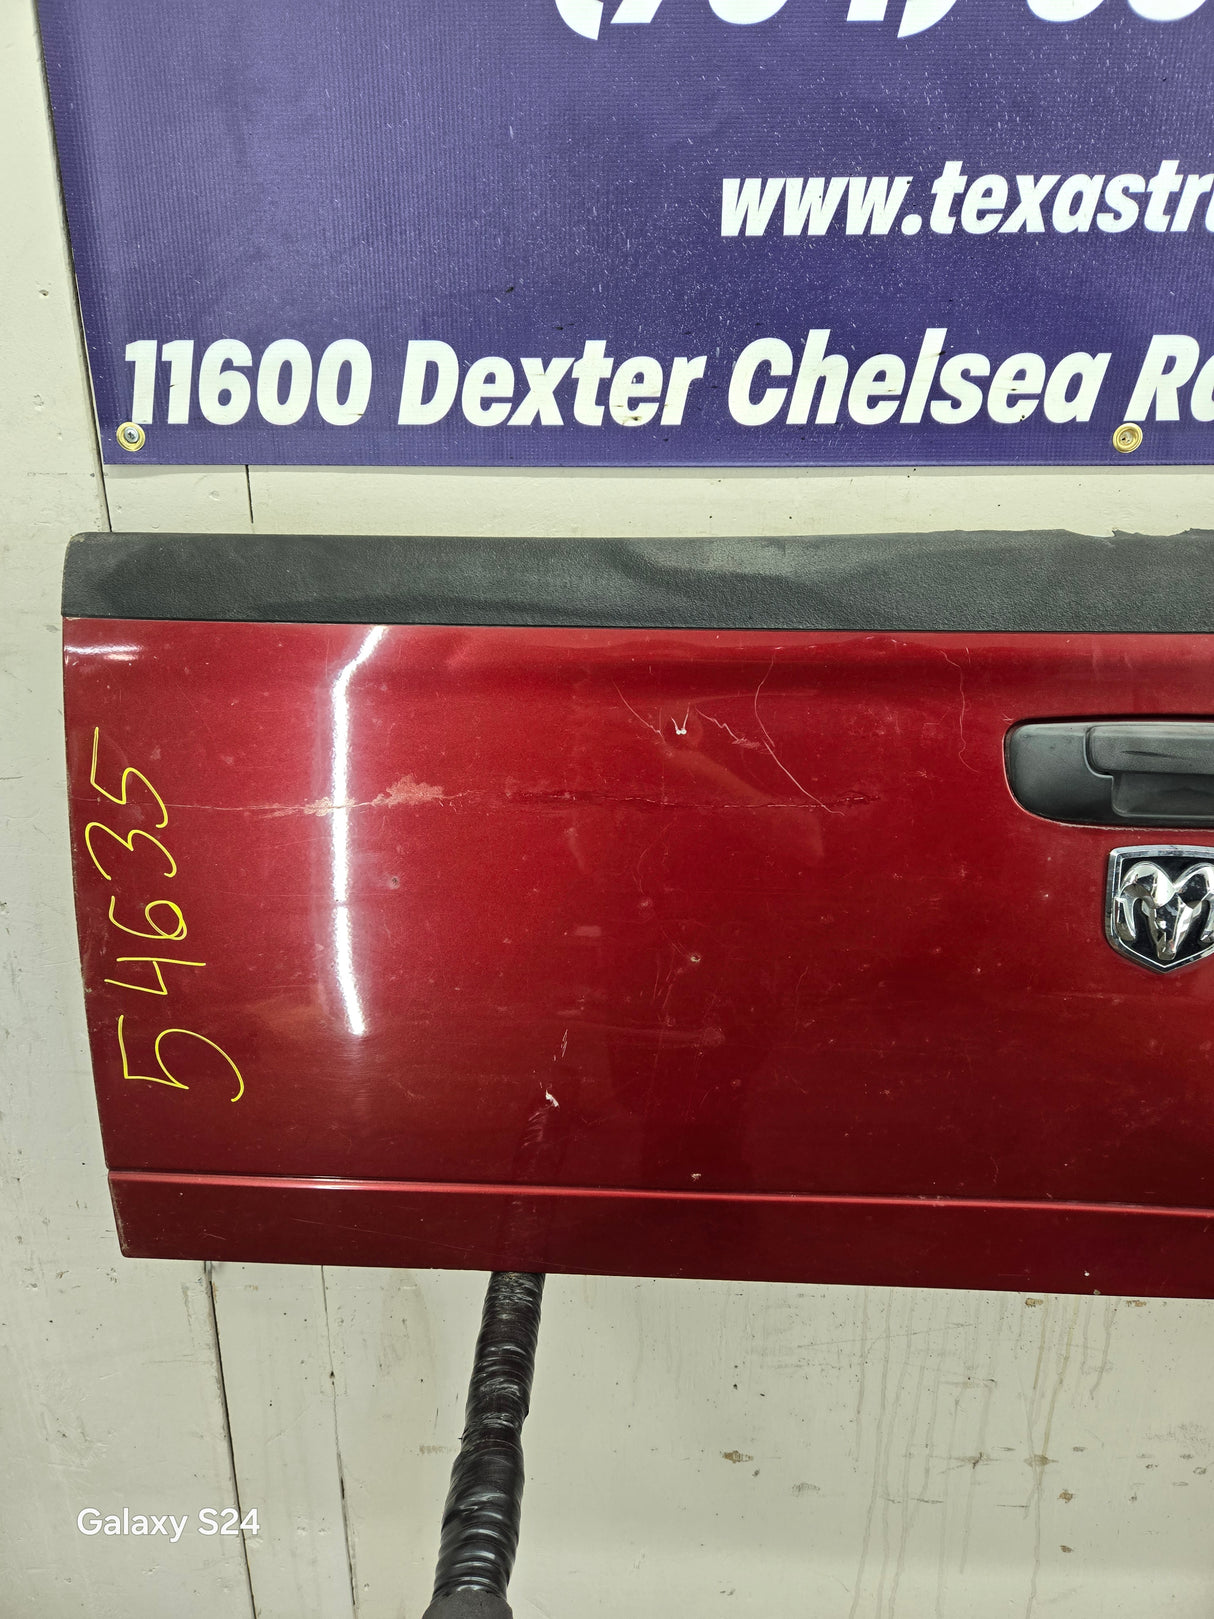 www.texastr
11600 Dexter Chelsea R
54635
Galaxy S24